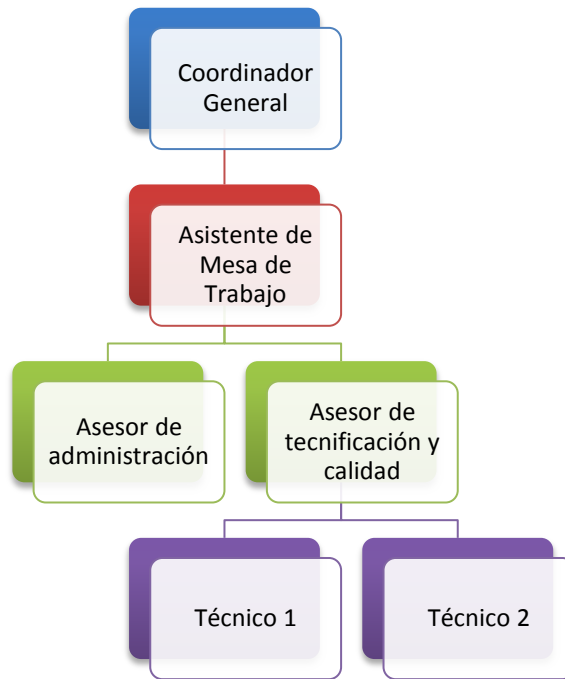 Coordinador
General
Asistente de
Mesa de
Trabajo
Asesor de
administración
Asesor de
tecnificación y
calidad
Técnico 1
Técnico 2